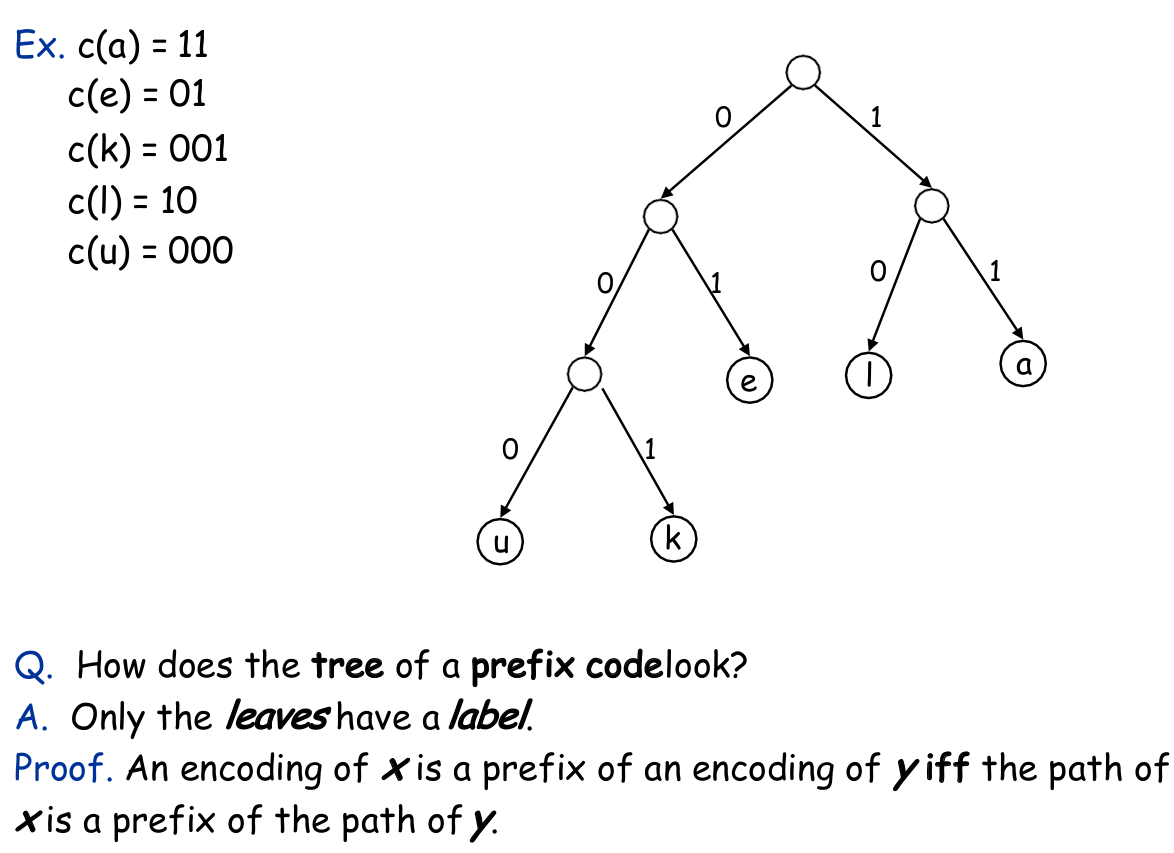 Ex. c(a) = 11
c(e) = 01
c(k) = 001
c(l) = 10
c(u) = 000
0 1
0 1 0 1
e l a
0 1
u k
Q. How does the tree of a prefix codelook?
A. Only the leaves have a label.
Proof. An encoding of x is a prefix of an encoding of y iff the path of
x is a prefix of the path of y.